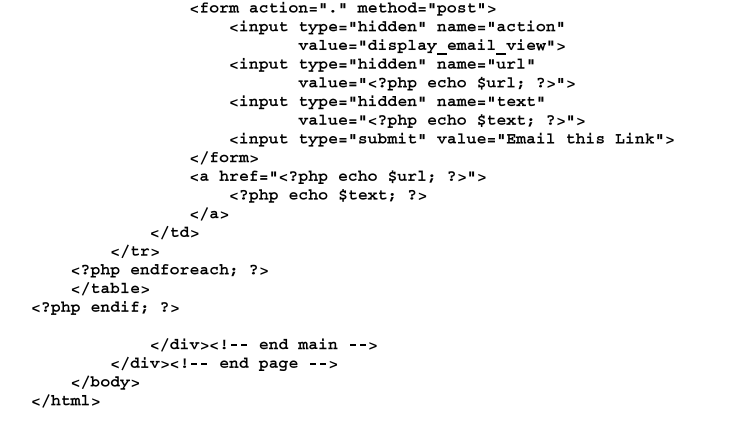 <form action="." method="post">
<input type="hidden" name="action"
value="display_email_view">
<input type="hidden" name="url"
value="<?php echo $url; ?>">
<input type="hidden" name="text"
value="<?php echo $text; ?>">
<input type="submit" value="Email this Link">
</form>
<a href="<?php echo $url; ?>">
<?php echo $text; ?>
</a>
</td>
</tr>
<?php endforeach; ?>
</table>
<?php endif; ?>
</div><!-- end main -->
</div><!-- end page -->
</body>
</html>